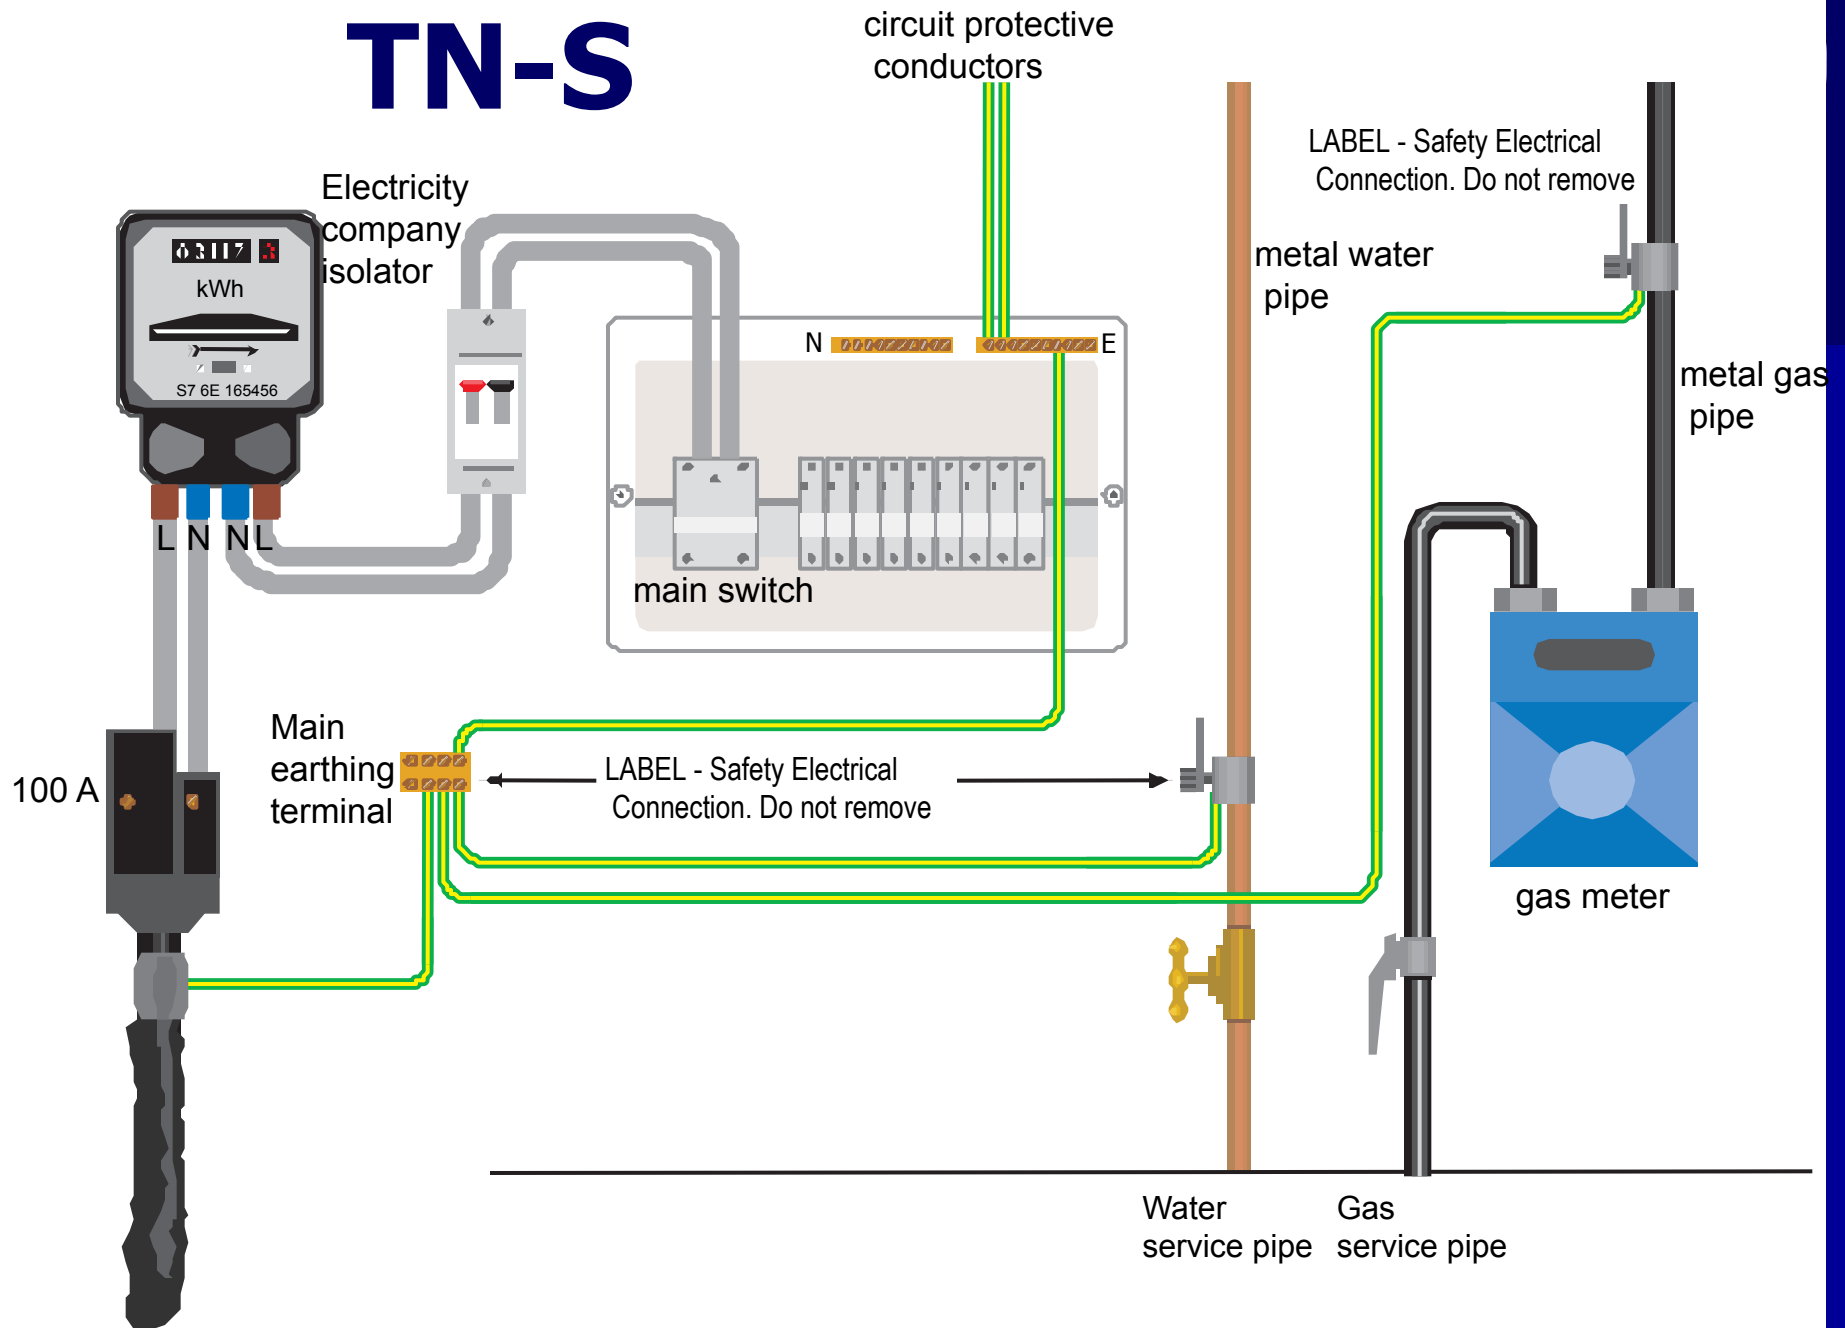 TN-S
circuit protective
conductors
LABEL - Safety Electrical
Connection. Do not remove
Electricity
company
isolator
metal water
pipe
kWh
S7 6E 165456
N
E
metal gas
pipe
L N N L
main switch
Main
earthing
terminal
100 A
LABEL - Safety Electrical
Connection. Do not remove
gas meter
Water
service pipe
Gas
service pipe